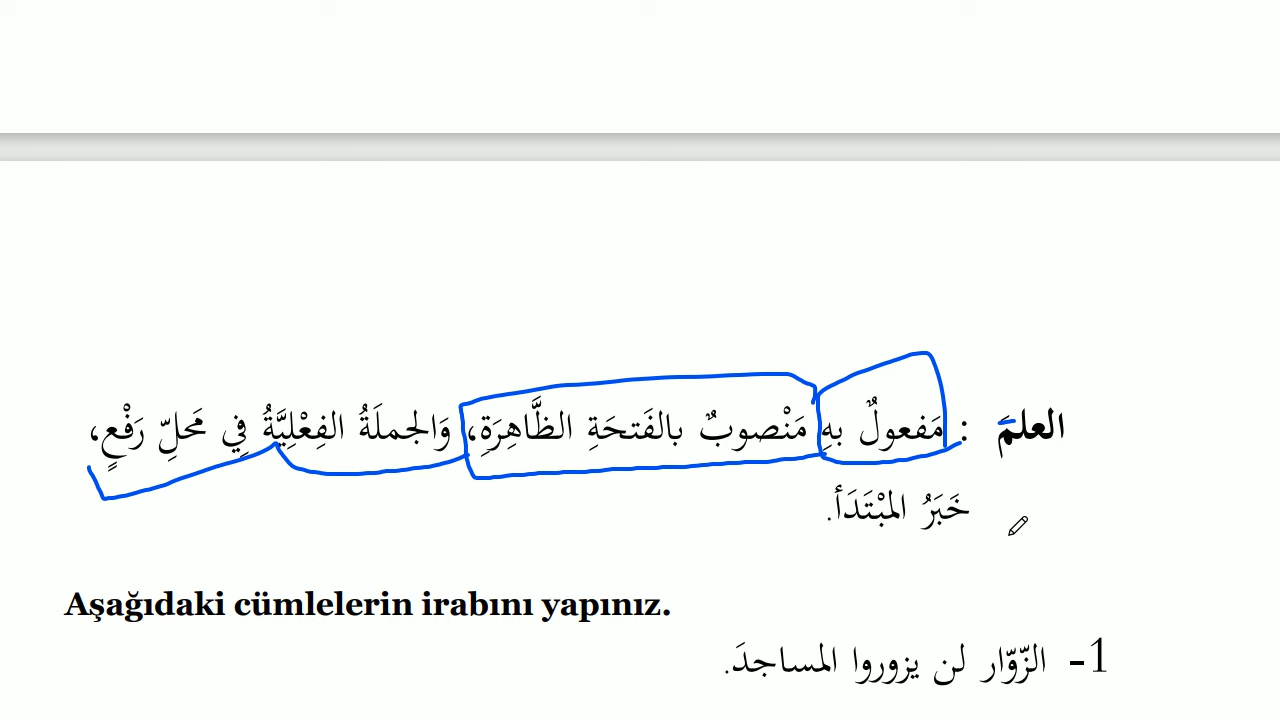 العلمَ : مَفعولٌ بهِ مَنْصوبٌ بالفَتحَةِ الظَّاهِرَةِ، وَالجملَةُ الفِعْلِيَّةُ فِي مَحلِّ رَفْعٍ،
خَبَرُ المبْتَدَأ.
Aşağıdaki cümlelerin irabını yapınız.
1- الزّوّار لن يزوروا المساجدَ.